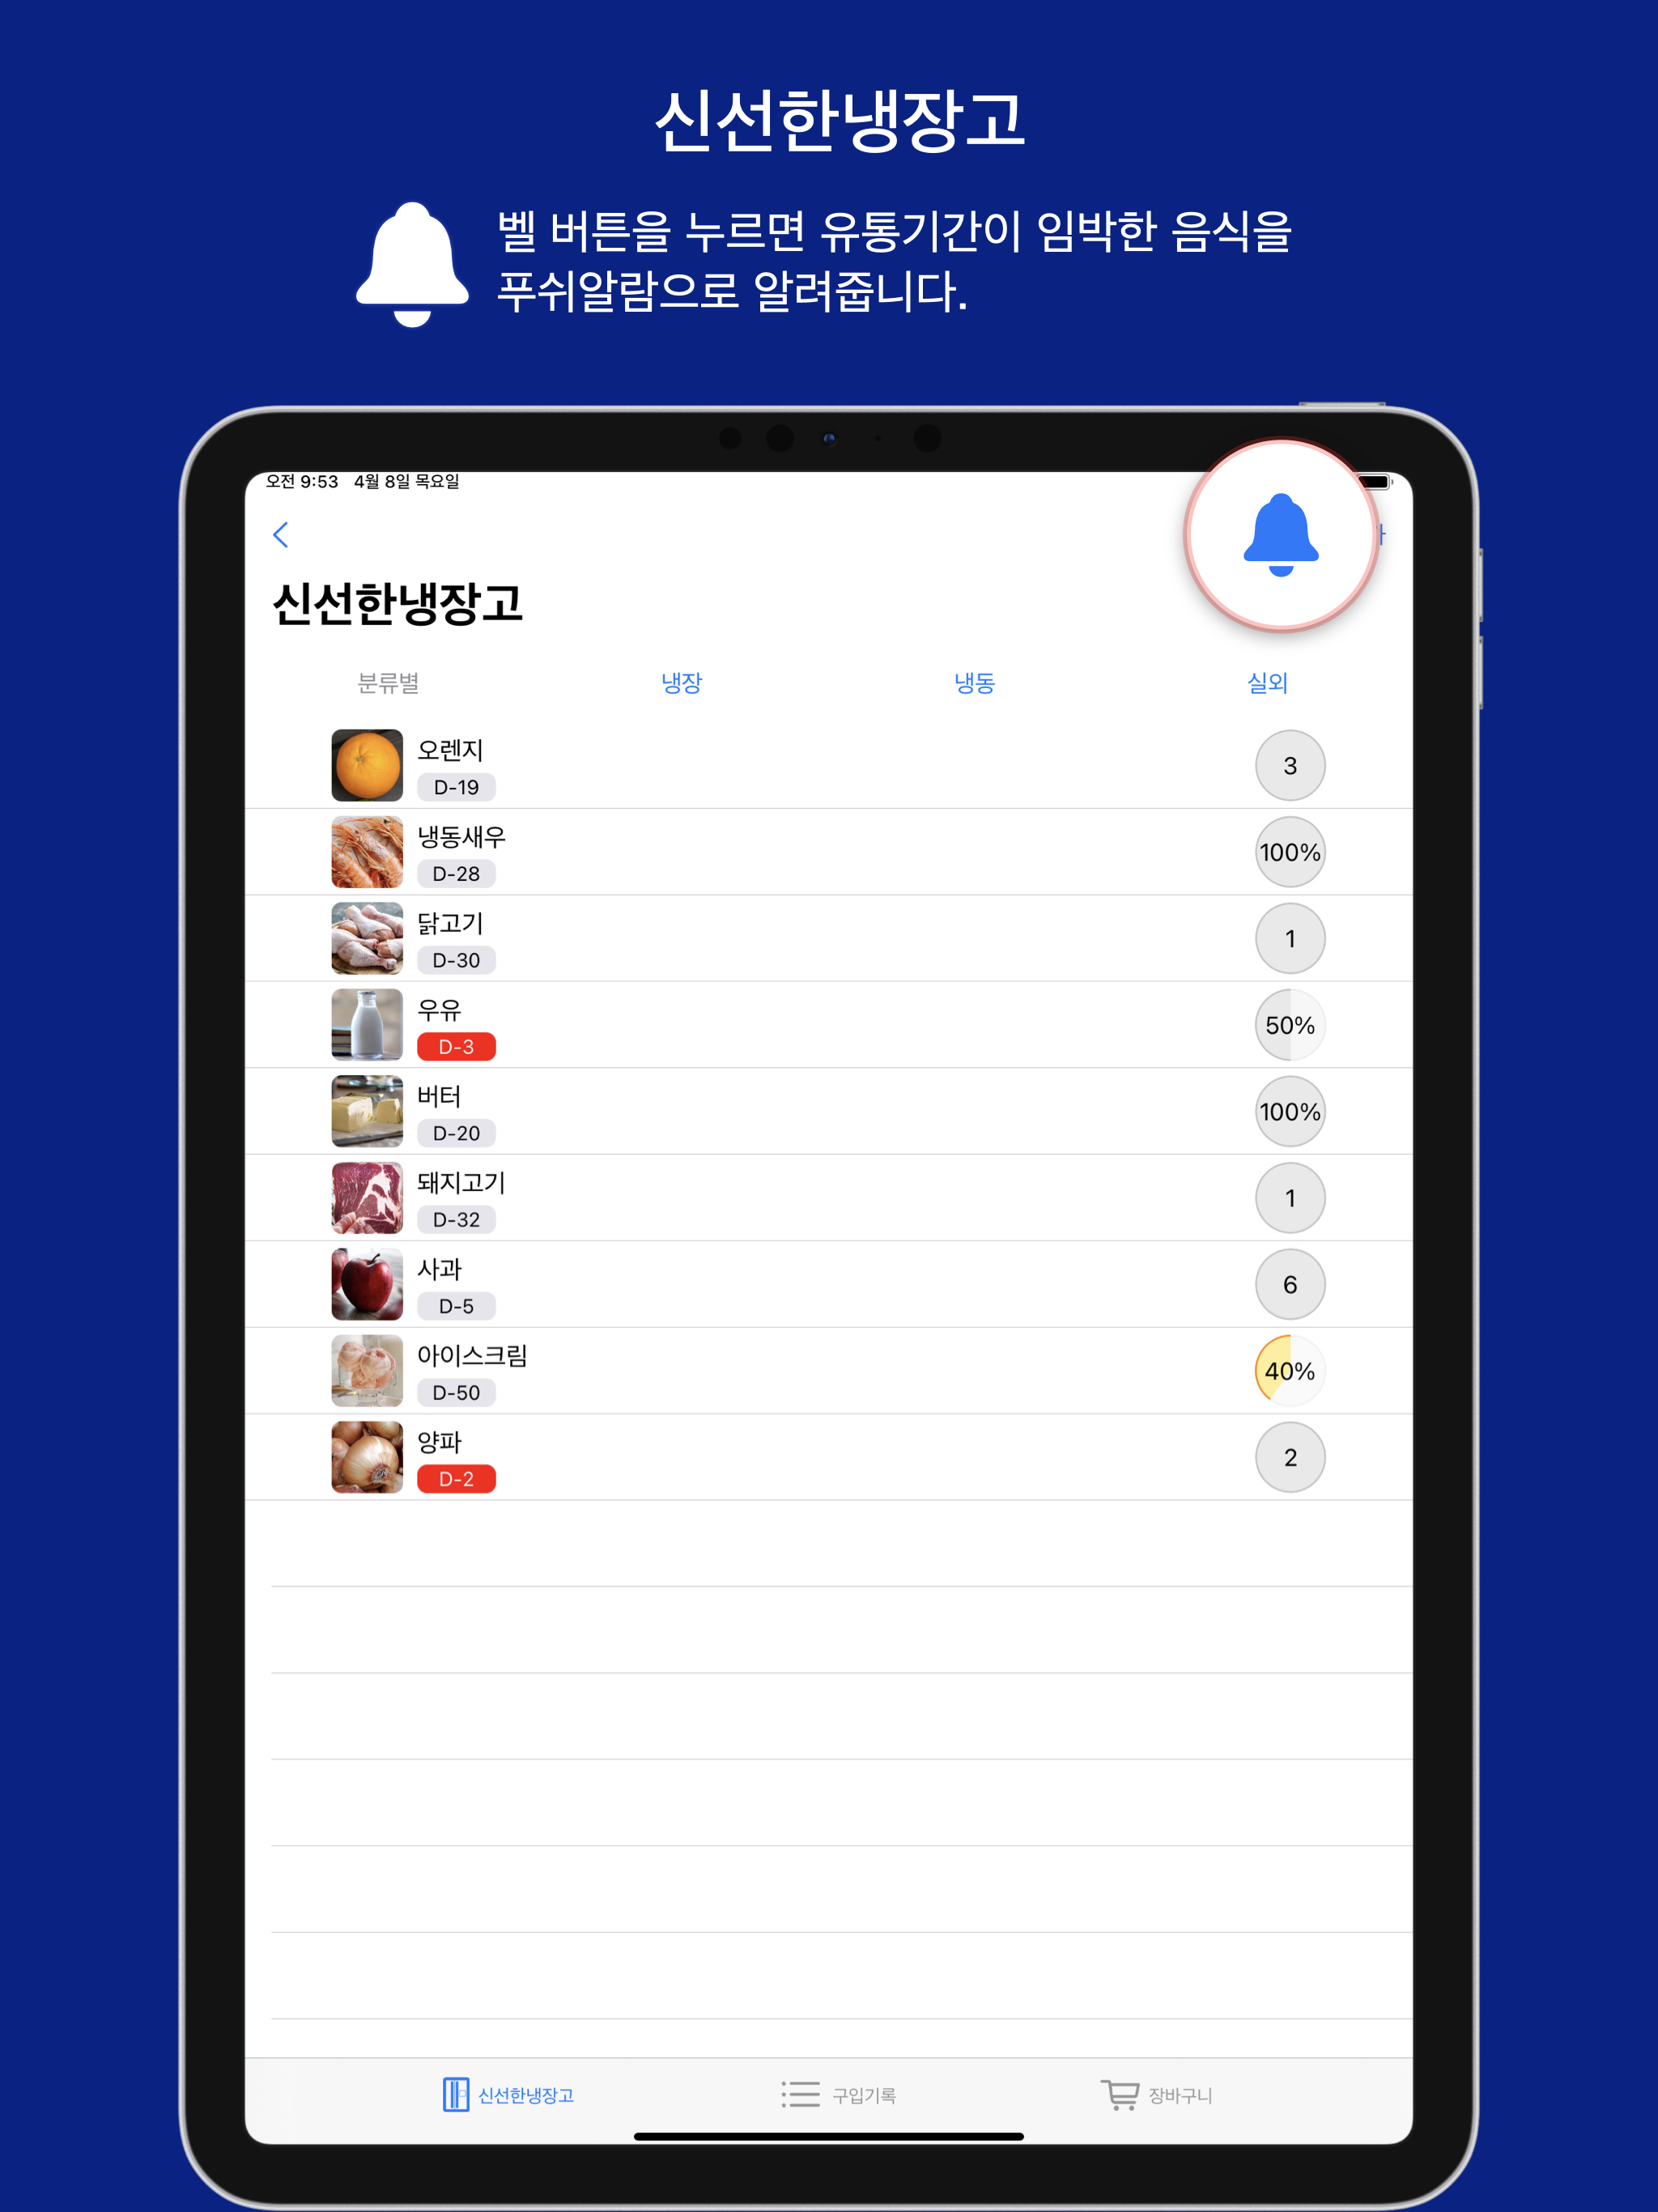 신선한냉장고
벨 버튼을 누르면 유통기간이 임박한 음식을
푸쉬알람으로 알려줍니다.
오전 9:53 4월 8일 목요일
신선한냉장고
분류별 냉장 냉동 실외
오렌지
D-19
3
냉동새우
D-28
100%
닭고기
D-30
1
우유
D-3
50%
버터
D-20
100%
돼지고기
D-32
1
사과
D-5
6
아이스크림
D-50
40%
양파
D-2
2
신선한냉장고 구입기록 장바구니